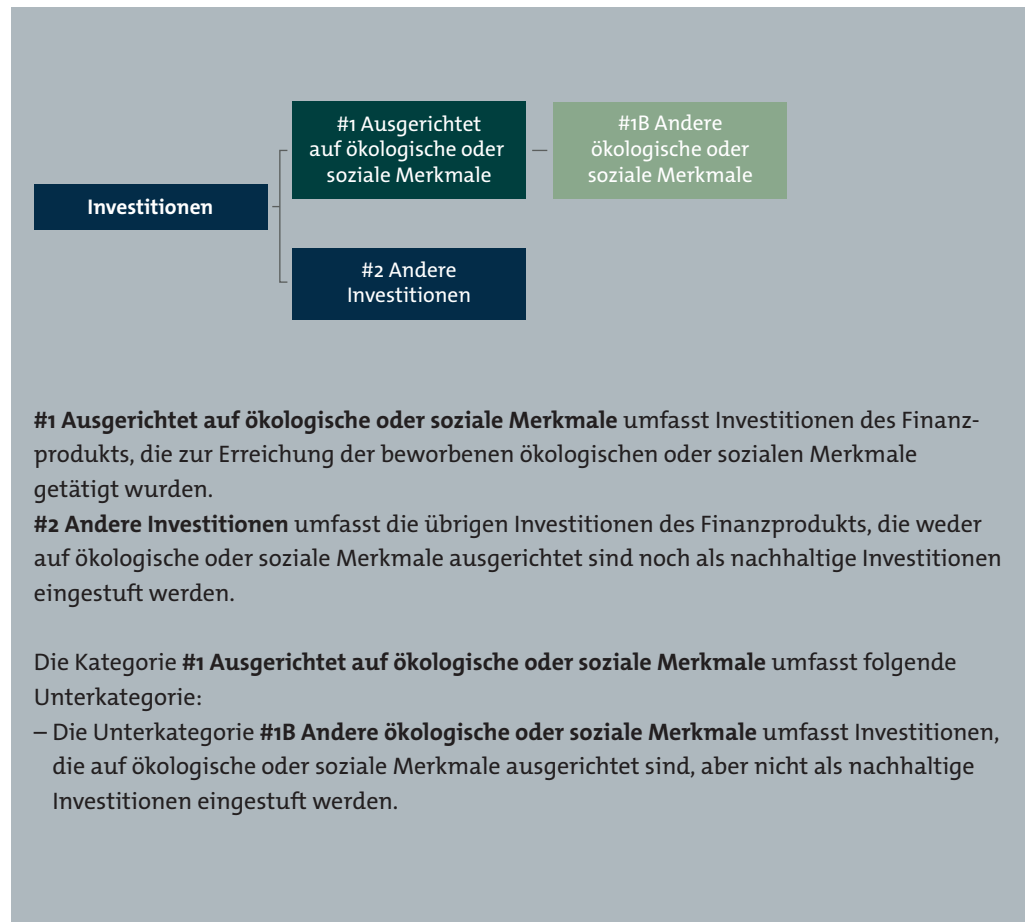 #1 Ausgerichtet
auf ökologische oder
soziale Merkmale
#1B Andere
ökologische oder
soziale Merkmale
Investitionen
#2 Andere
Investitionen
#1 Ausgerichtet auf ökologische oder soziale Merkmale umfasst Investitionen des Finanz-
produkts, die zur Erreichung der beworbenen ökologischen oder sozialen Merkmale
getätigt wurden.
#2 Andere Investitionen umfasst die übrigen Investitionen des Finanzprodukts, die weder
auf ökologische oder soziale Merkmale ausgerichtet sind noch als nachhaltige Investitionen
eingestuft werden.
Die Kategorie #1 Ausgerichtet auf ökologische oder soziale Merkmale umfasst folgende
Unterkategorie:
– Die Unterkategorie #1B Andere ökologische oder soziale Merkmale umfasst Investitionen,
die auf ökologische oder soziale Merkmale ausgerichtet sind, aber nicht als nachhaltige
Investitionen eingestuft werden.